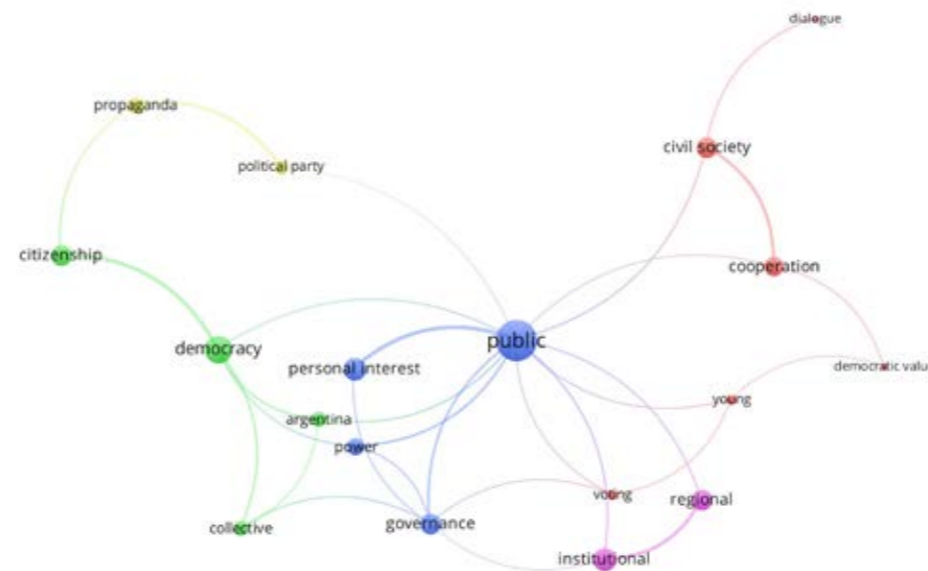 dialogue
propaganda
civil society
political party
citizenship
cooperation
public
democracy
personal interest
democratic valu
young
argentina
power
voting
regional
governance
collective
institutional